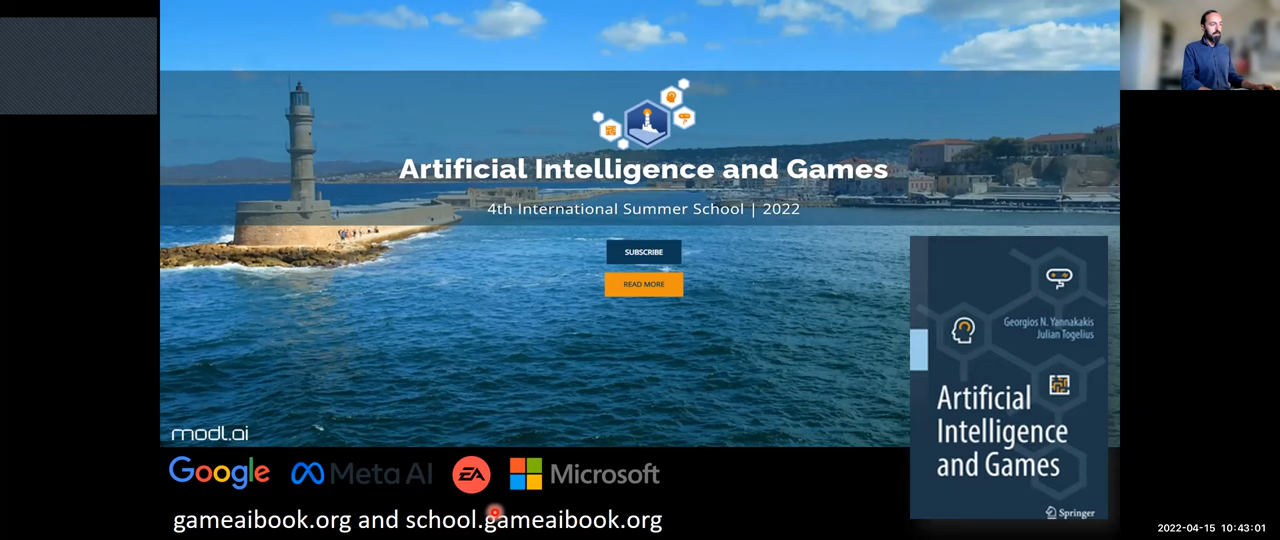 Artificial Intelligence and Games
4th International Summer School | 2022
SUBSCRIBE
READ MORE
Georgios N. Yannakakis
Julian Togelius
Artificial
Intelligence
and Games
Springer
modl.ai
Google
Meta AI
EA
Microsoft
gameaibook.org and school.gameaibook.org
2022-04-15 10:43:01